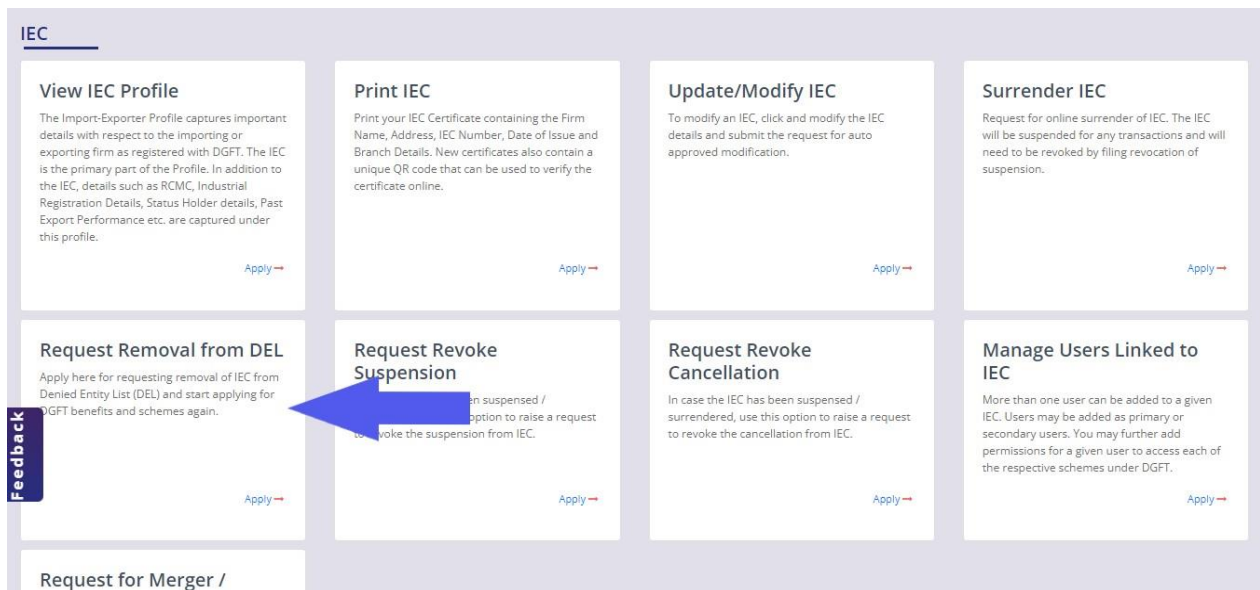 IEC
View IEC Profile
The Import-Exporter Profile captures important
details with respect to the importing or
exporting firm as registered with DGFT. The IEC
is the primary part of the Profile. In addition to
the IEC, details such as RCMC, Industrial
Registration Details, Status Holder details, Past
Export Performance etc. are captured under
this profile.
Apply
Print IEC
Print your IEC Certificate containing the Firm
Name, Address, IEC Number, Date of Issue and
Branch Details. New certificates also contain a
unique QR code that can be used to verify the
certificate online.
Apply
Update/Modify IEC
To modify an IEC, click and modify the IEC
details and submit the request for auto
approved modification.
Apply
Surrender IEC
Request for online surrender of IEC. The IEC
will be suspended for any transactions and will
need to be revoked by filing revocation of
suspension.
Apply
Request Removal from DEL
Apply here for requesting removal of IEC from
Denied Entity List (DEL) and start applying for
DGFT benefits and schemes again.
Apply
Request Revoke
Suspension
suspended /
option to raise a request
the suspension from IEC.
Apply
Request Revoke
Cancellation
In case the IEC has been suspended /
surrendered, use this option to raise a request
to revoke the cancellation from IEC.
Apply
Manage Users Linked to
IEC
More than one user can be added to a given
IEC. Users may be added as primary or
secondary users. You may further add
permissions for a given user to access each of
the respective schemes under DGFT.
Apply
Feedback
Request for Merger /